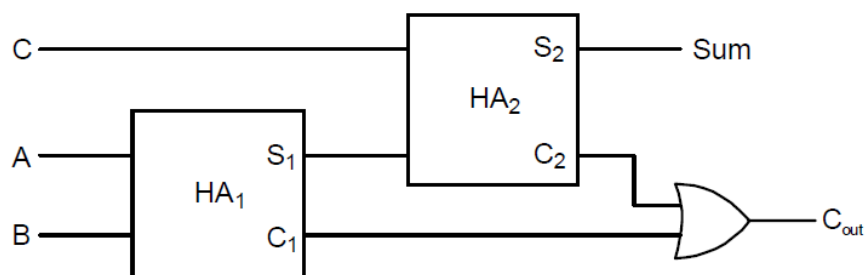 C S₂ Sum
HA₂
A S₁ C₂
HA₁
B C₁ Cout